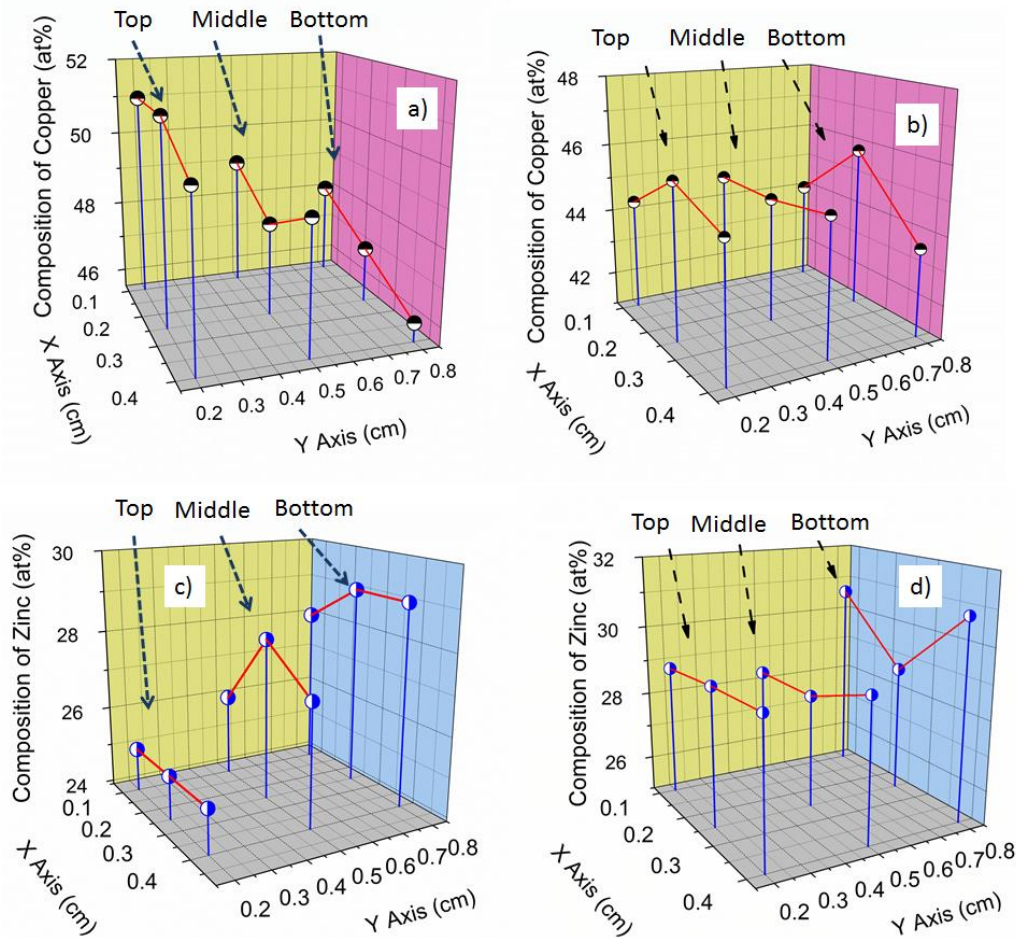 Top Middle Bottom
Composition of Copper (at%)
52
50
48
46
0.1
0.2
0.3
0.4
X Axis (cm)
0.2 0.3 0.4 0.5 0.6 0.7 0.8
Y Axis (cm)
a)
Top Middle Bottom
Composition of Copper (at%)
48
46
44
42
0.1
0.2
0.3
0.4
X Axis (cm)
0.2 0.3 0.4 0.5 0.6 0.7 0.8
Y Axis (cm)
b)
Top Middle Bottom
Composition of Zinc (at%)
30
28
26
24
0.1
0.2
0.3
0.4
X Axis (cm)
0.2 0.3 0.4 0.5 0.6 0.7 0.8
Y Axis (cm)
c)
Top Middle Bottom
Composition of Zinc (at%)
32
30
28
26
0.1
0.2
0.3
0.4
X Axis (cm)
0.2 0.3 0.4 0.5 0.6 0.7 0.8
Y Axis (cm)
d)